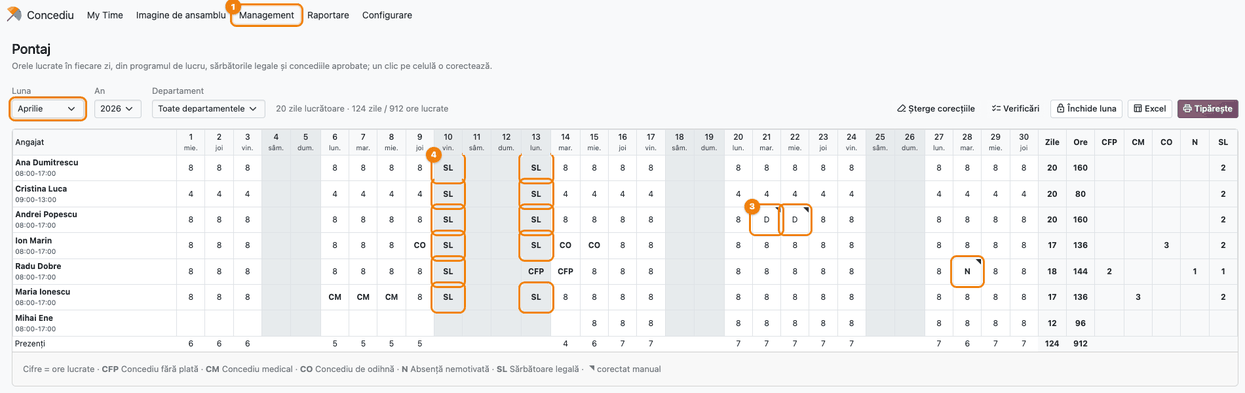 Concediu My Time Imagine de ansamblu 1 Management Raportare Configurare
Pontaj
Orele lucrate în fiecare zi, din programul de lucru, sărbătorile legale și concediile aprobate; un clic pe celulă o corectează.
Luna An Departament
Aprilie 2026 Toate departamentele 20 zile lucrătoare · 124 zile / 912 ore lucrate Șterge corecțiile Verificări Închide luna Excel Tipărește
Angajat 1 2 3 4 5 6 7 8 9 10 11 12 13 14 15 16 17 18 19 20 21 22 23 24 25 26 27 28 29 30 Zile Ore CFP CM CO N SL
mie. joi vin. sâm. dum. lun. mar. mie. joi vin. sâm. dum. lun. mar. mie. joi vin. sâm. dum. lun. mar. mie. joi vin. sâm. dum. lun. mar. mie. joi
4
Ana Dumitrescu
08:00-17:00 8 8 8 8 8 8 8 SL SL 8 8 8 8 8 8 8 8 8 8 8 8 8 20 160 2
Cristina Luca
09:00-13:00 4 4 4 4 4 4 4 SL SL 4 4 4 4 4 4 4 4 4 4 4 4 4 20 80 2
3
Andrei Popescu
08:00-17:00 8 8 8 8 8 8 8 SL SL 8 8 8 8 8 D D 8 8 8 8 8 8 20 160 2
Ion Marin
08:00-17:00 8 8 8 8 8 8 CO SL SL CO CO 8 8 8 8 8 8 8 8 8 8 8 17 136 3 2
Radu Dobre
08:00-17:00 8 8 8 8 8 8 8 SL CFP CFP 8 8 8 8 8 8 8 8 8 N 8 8 18 144 2 1 1
Maria Ionescu
08:00-17:00 8 8 8 CM CM CM 8 SL SL 8 8 8 8 8 8 8 8 8 8 8 8 8 17 136 3 2
Mihai Ene
08:00-17:00 8 8 8 8 8 8 8 8 8 8 8 8 12 96
Prezenți 6 6 6 5 5 5 5 4 6 7 7 7 7 7 7 7 7 6 7 7 124 912
Cifre = ore lucrate · CFP Concediu fără plată · CM Concediu medical · CO Concediu de odihnă · N Absență nemotivată · SL Sărbătoare legală · corectat manual